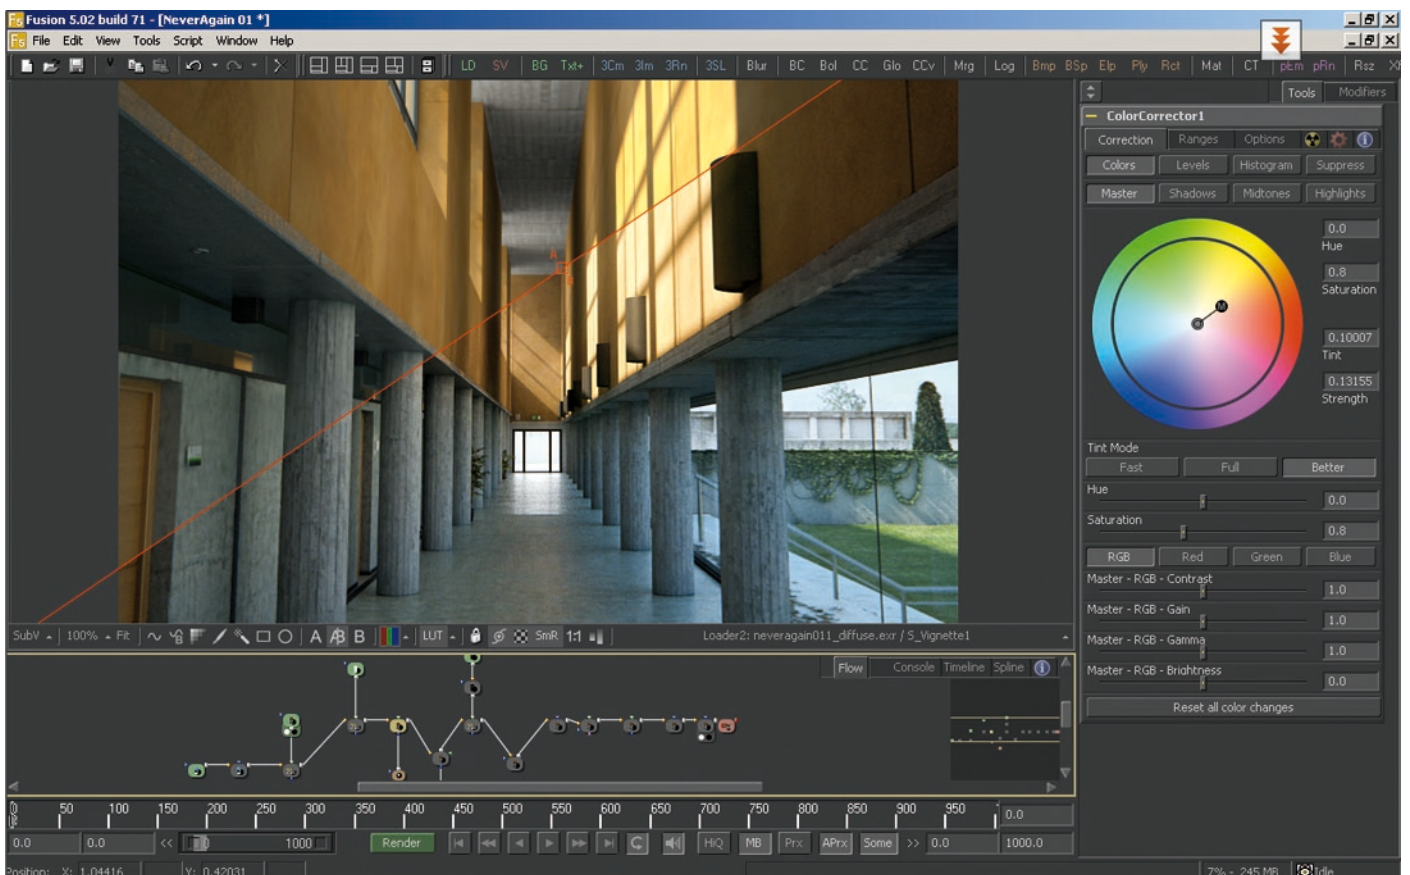 Fusion 5.02 build 71 - [NeverAgain 01 *]
File Edit View Tools Script Window Help
LD SV BG Txt+ 3Cm 3Im 3Rn 3SL Blur BC Bol CC Glo CCv Mrg Log Bmp BSp Elp Ply Rct Mat CT pEm pRn Rsz
Tools Modifiers
ColorCorrector1
Correction Ranges Options
Colors Levels Histogram Suppress
Master Shadows Midtones Highlights
0.0
Hue
0.8
Saturation
0.10007
Tint
0.13155
Strength
M
A
Tint Mode
Fast Full Better
Hue
0.0
Saturation
0.8
RGB Red Green Blue
Master - RGB - Contrast
1.0
Master - RGB - Gain
1.0
Master - RGB - Gamma
1.0
Master - RGB - Brightness
0.0
Reset all color changes
SubV 100% Fit A A/B B LUT SmR 1:1 Loader2: neveragain011_diffuse.exr / S_Vignette1
Flow Console Timeline Spline
0 50 100 150 200 250 300 350 400 450 500 550 600 650 700 750 800 850 900 950 0.0
0.0 0.0 << 0 1000 Render HiQ MB Prx APrx Some >> 0.0 1000.0
Position: X: 1.04416 Y: 0.42031 7% - 245 MB Idle